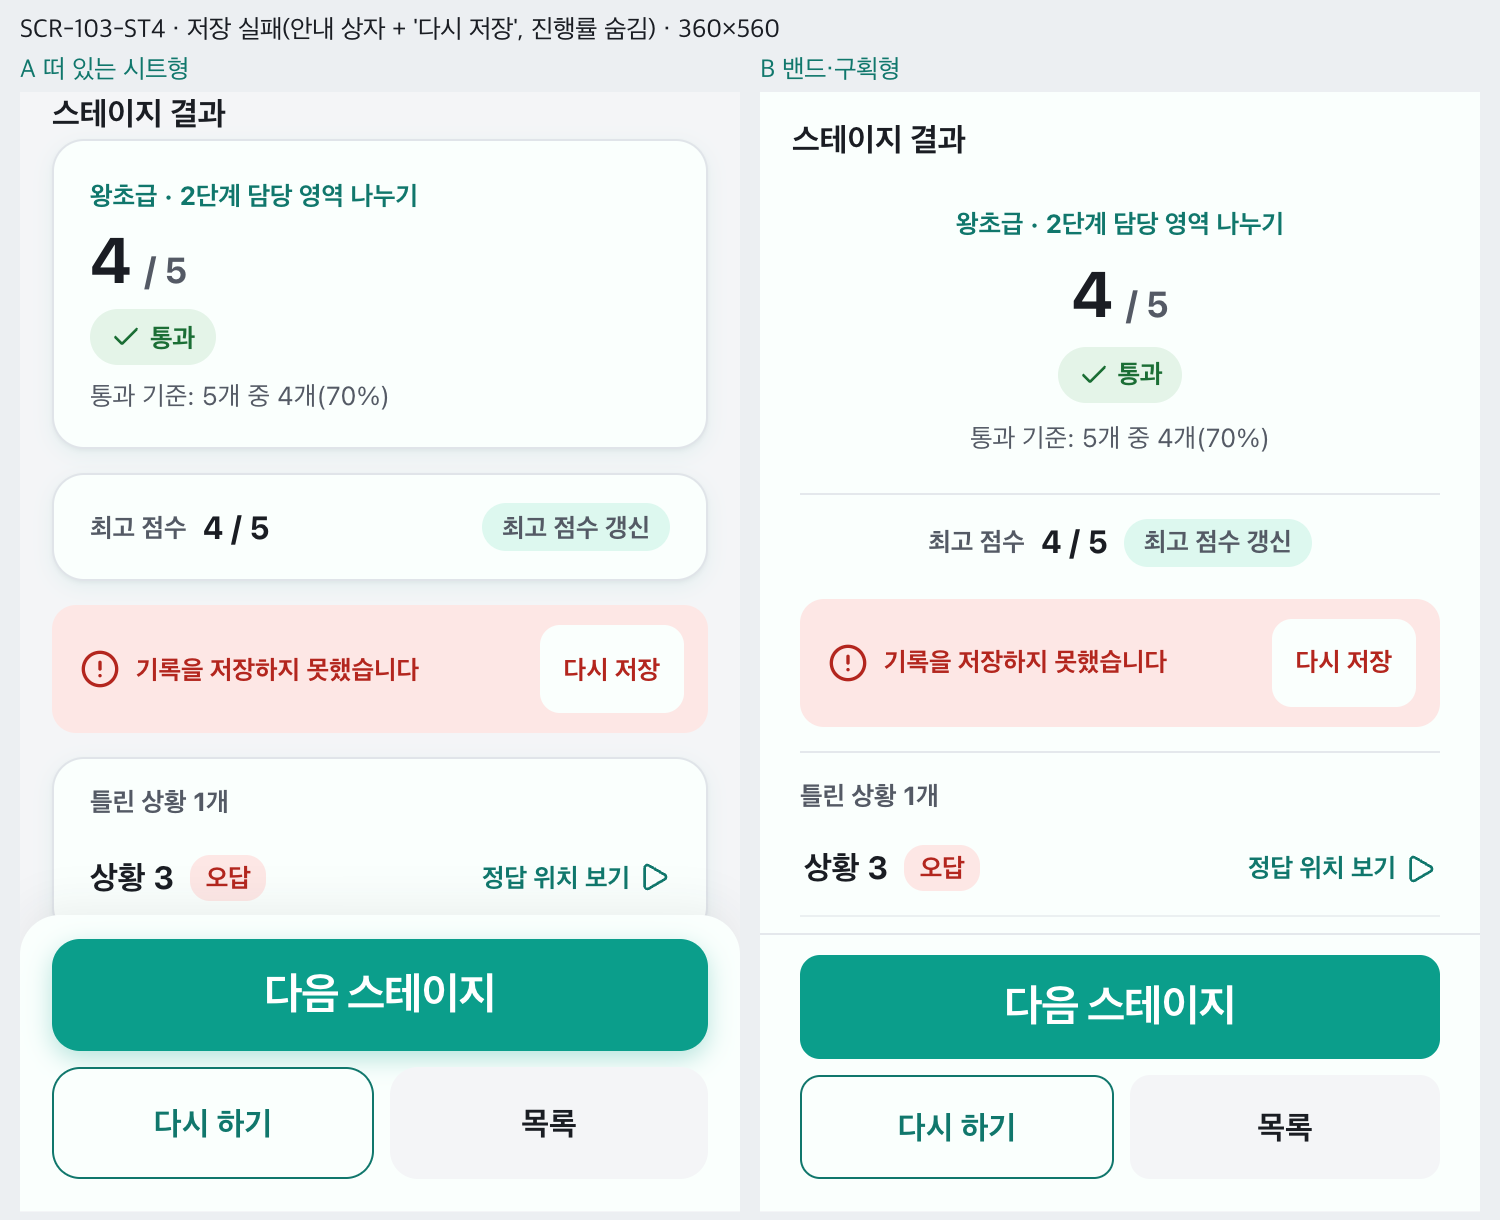 SCR-103-ST4 · 저장 실패(안내 상자 + '다시 저장', 진행률 숨김) · 360×560
A 떠 있는 시트형
스테이지 결과
왕초급 · 2단계 담당 영역 나누기
4 / 5
통과
통과 기준: 5개 중 4개(70%)
최고 점수 4 / 5 최고 점수 갱신
기록을 저장하지 못했습니다 다시 저장
틀린 상황 1개
상황 3 오답 정답 위치 보기
다음 스테이지
다시 하기 목록
B 밴드·구획형
스테이지 결과
왕초급 · 2단계 담당 영역 나누기
4 / 5
통과
통과 기준: 5개 중 4개(70%)
최고 점수 4 / 5 최고 점수 갱신
기록을 저장하지 못했습니다 다시 저장
틀린 상황 1개
상황 3 오답 정답 위치 보기
다음 스테이지
다시 하기 목록